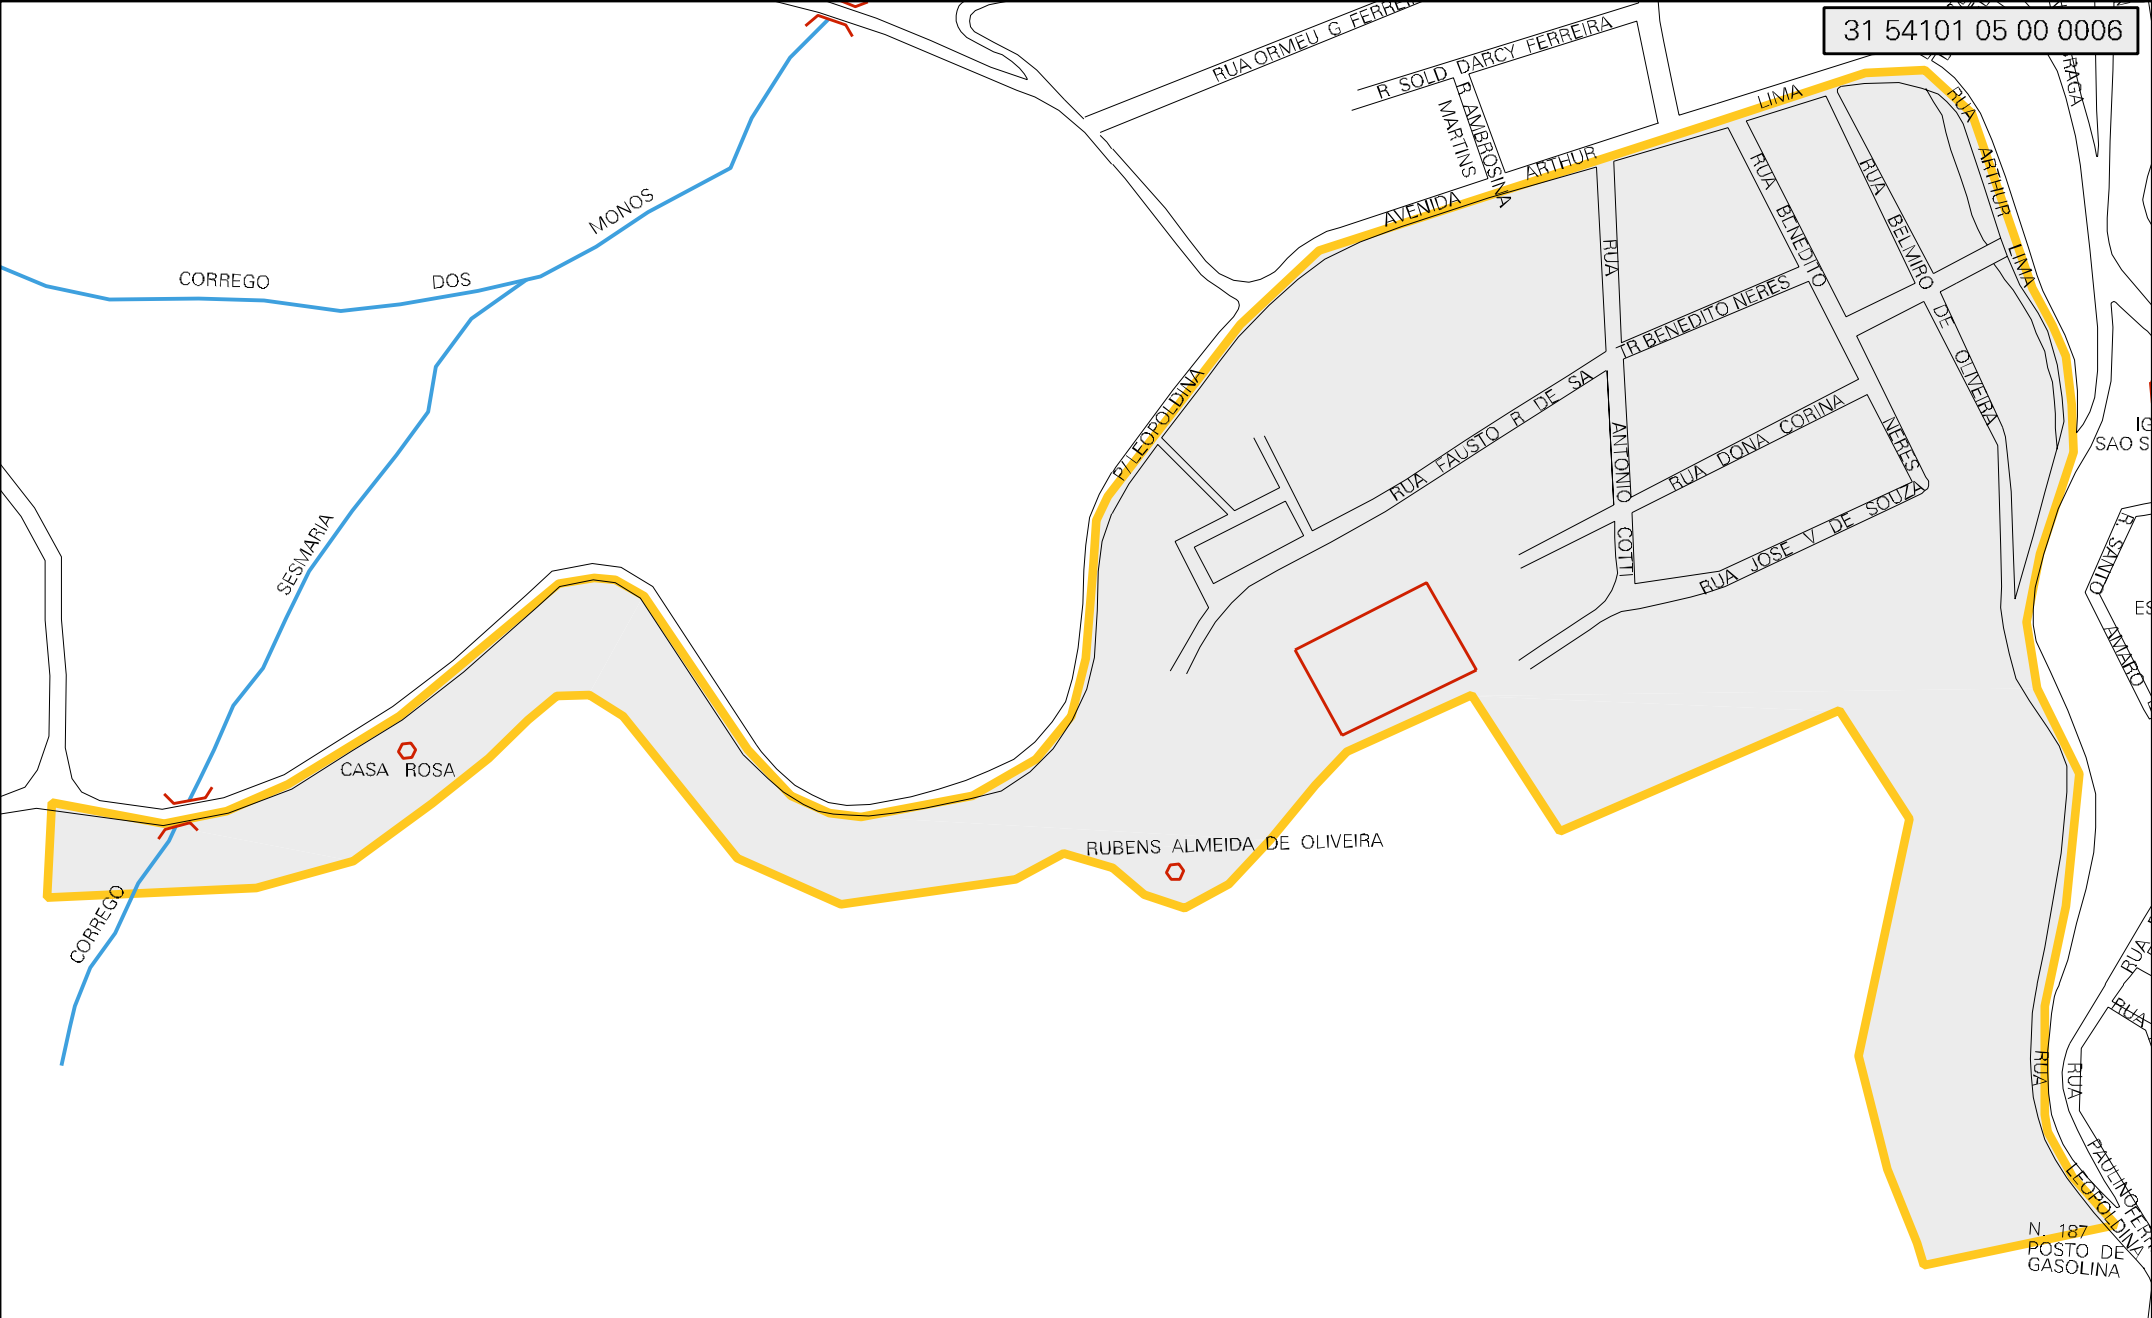 31 54101 05 00 0006
RUA ORMEU G
R SOLD DARCY FERREIRA
R AMBROSINA
MARTINS
AVENIDA ARTHUR LIMA
RUA ARTHUR LIMA
MONOS
CORREGO DOS
SESMARIA
CORREGO
P/ LEOPOLDINA
RUA ANTONIO COTTI
RUA BENEDITO NERES
RUA BELMIRO DE OLIVEIRA
TR BENEDITO NERES
RUA FAUSTO R DE SA
RUA DONA CORINA
RUA JOSE V DE SOUZA
R. SANTO AMARO
SAO S
CASA ROSA
RUBENS ALMEIDA DE OLIVEIRA
RUA LEOPOLDINA
RUA PAULINO
RUA
RUA
N. 187
POSTO DE
GASOLINA